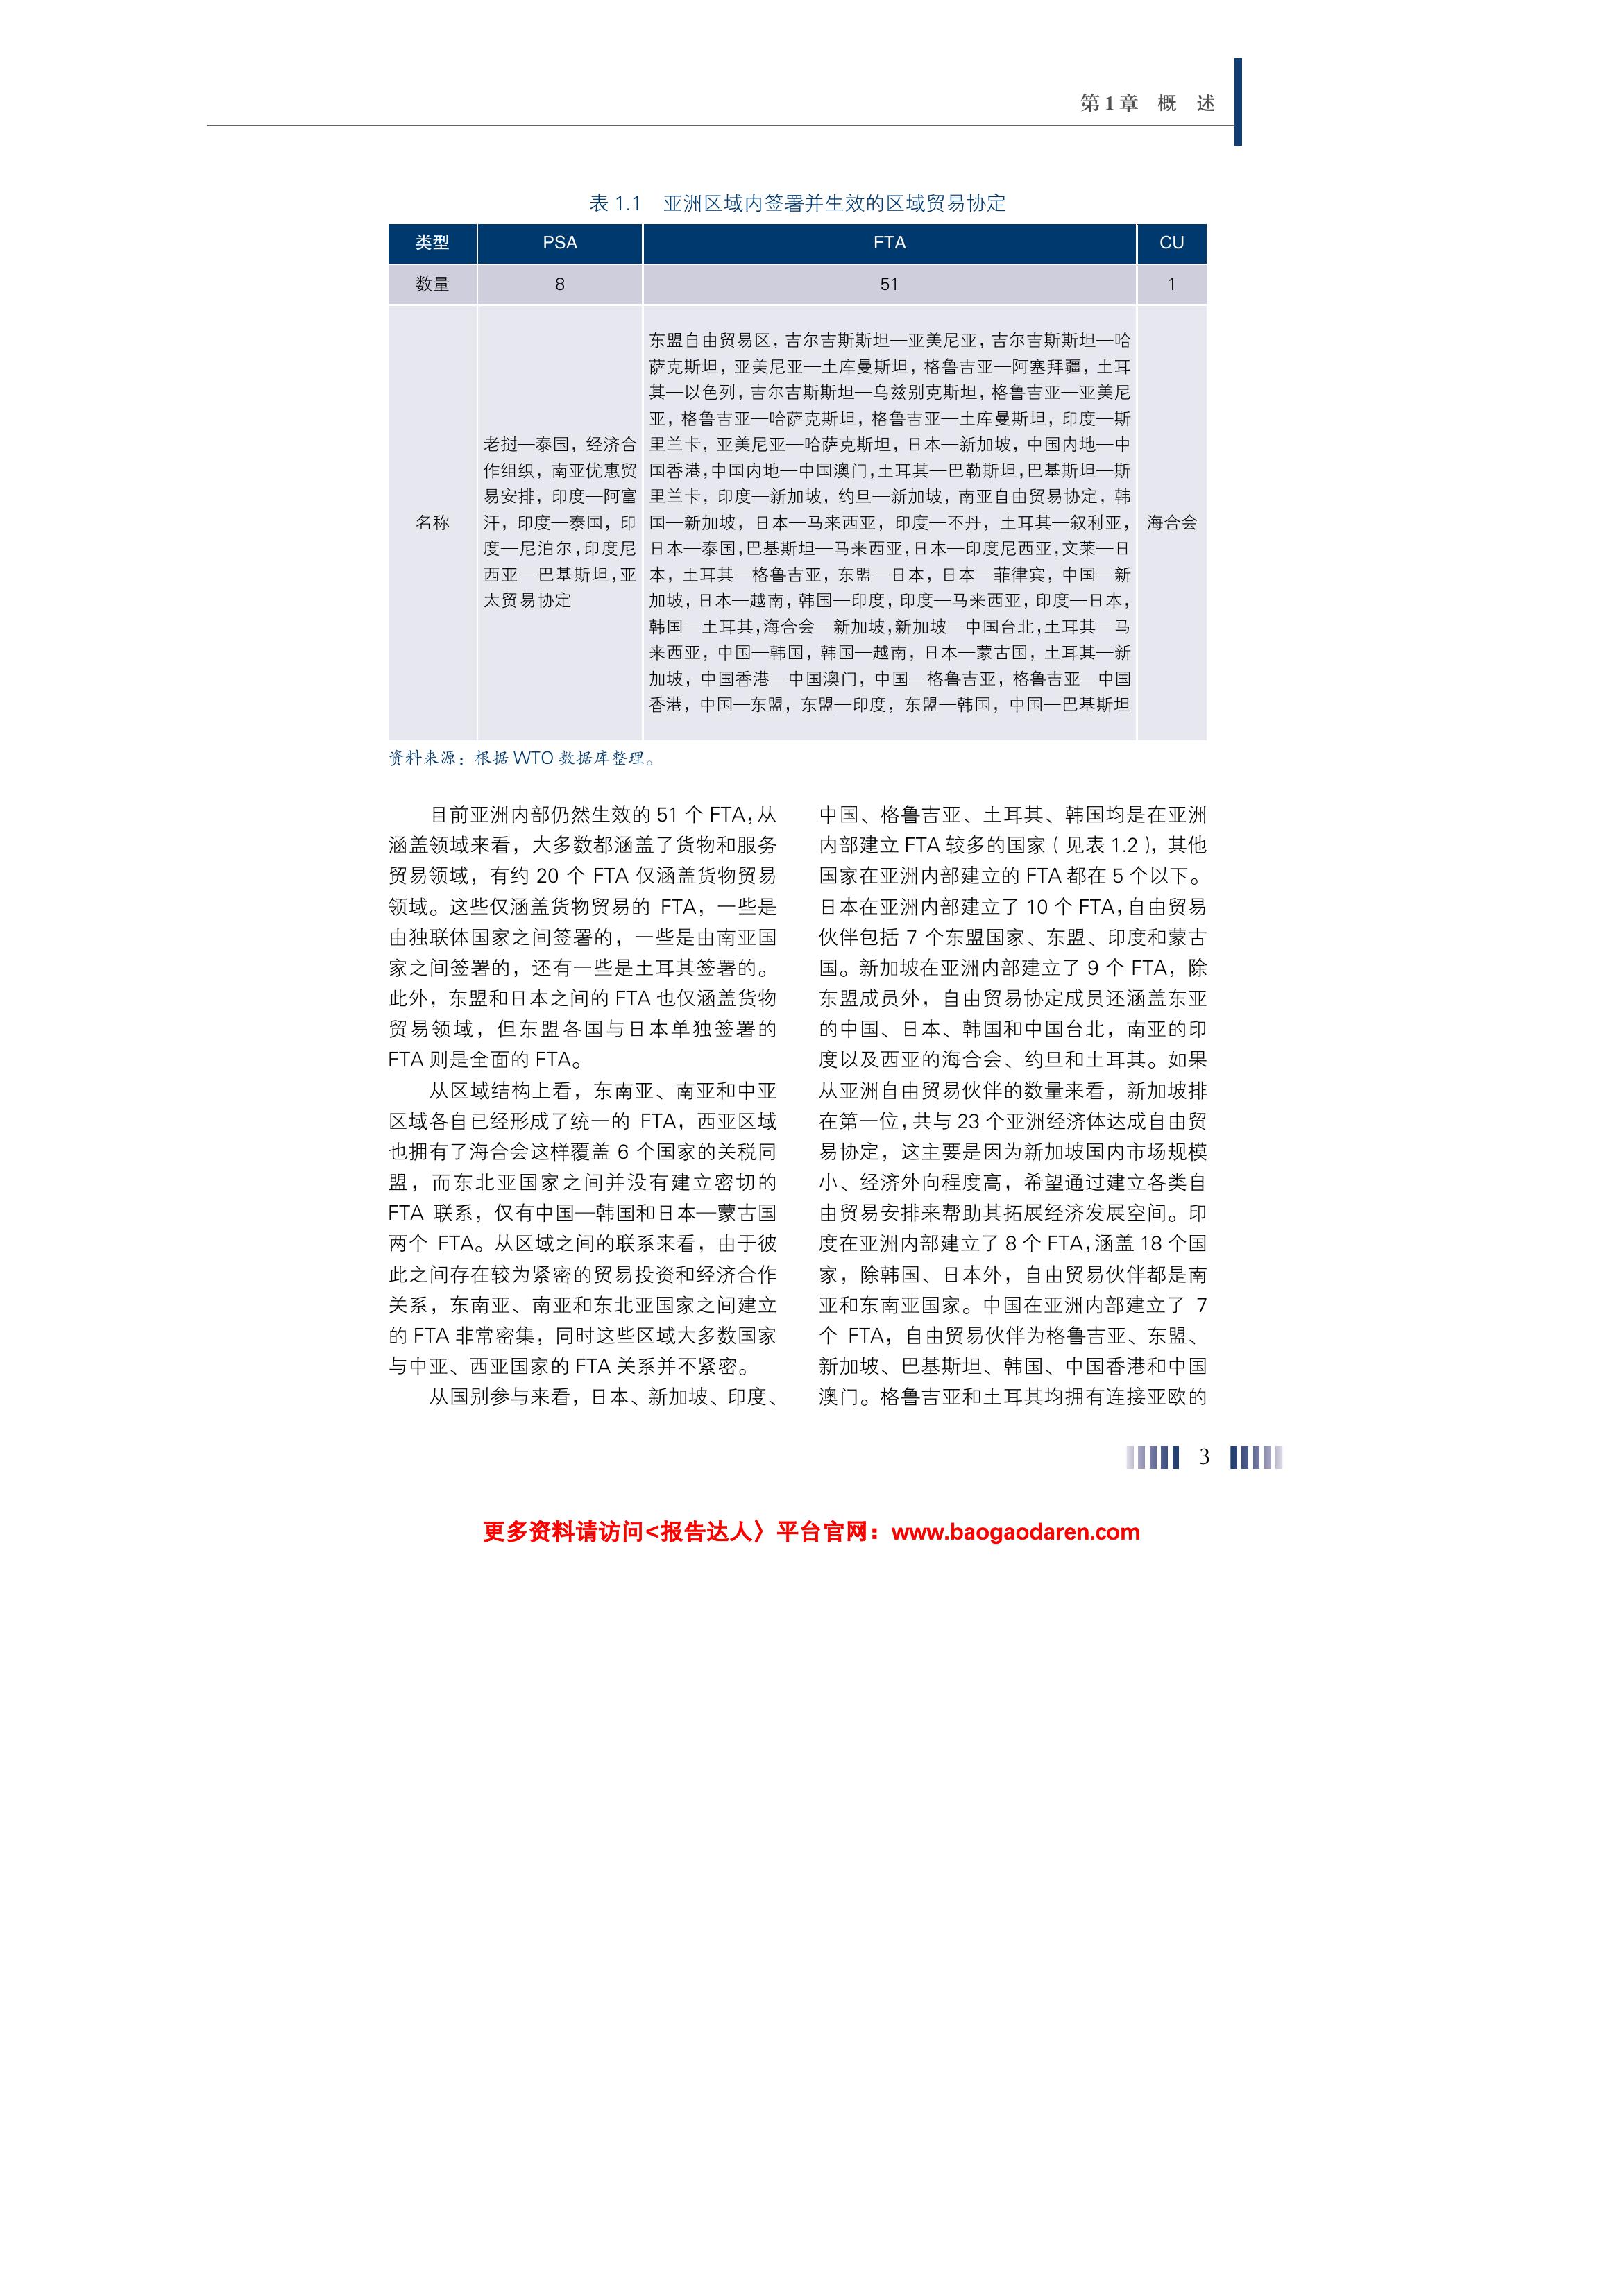 第1章 概 述
表 1.1 亚洲区域内签署并生效的区域贸易协定
类型 PSA FTA CU
数量 8 51 1
名称
老挝—泰国，经济合
作组织，南亚优惠贸
易安排，印度—阿富
汗，印度—泰国，印
度—尼泊尔，印度尼
西亚—巴基斯坦，亚
太贸易协定
东盟自由贸易区，吉尔吉斯斯坦—亚美尼亚，吉尔吉斯斯坦—哈
萨克斯坦，亚美尼亚—土库曼斯坦，格鲁吉亚—阿塞拜疆，土耳
其—以色列，吉尔吉斯斯坦—乌兹别克斯坦，格鲁吉亚—亚美尼
亚，格鲁吉亚—哈萨克斯坦，格鲁吉亚—土库曼斯坦，印度—斯
里兰卡，亚美尼亚—哈萨克斯坦，日本—新加坡，中国内地—中
国香港，中国内地—中国澳门，土耳其—巴勒斯坦，巴基斯坦—斯
里兰卡，印度—新加坡，约旦—新加坡，南亚自由贸易协定，韩
国—新加坡，日本—马来西亚，印度—不丹，土耳其—叙利亚，
日本—泰国，巴基斯坦—马来西亚，日本—印度尼西亚，文莱—日
本，土耳其—格鲁吉亚，东盟—日本，日本—菲律宾，中国—新
加坡，日本—越南，韩国—印度，印度—马来西亚，印度—日本，
韩国—土耳其，海合会—新加坡，新加坡—中国台北，土耳其—马
来西亚，中国—韩国，韩国—越南，日本—蒙古国，土耳其—新
加坡，中国香港—中国澳门，中国—格鲁吉亚，格鲁吉亚—中国
香港，中国—东盟，东盟—印度，东盟—韩国，中国—巴基斯坦
海合会
资料来源：根据 WTO 数据库整理。
目前亚洲内部仍然生效的 51 个 FTA，从
涵盖领域来看，大多数都涵盖了货物和服务
贸易领域，有约 20 个 FTA 仅涵盖货物贸易
领域。这些仅涵盖货物贸易的 FTA，一些是
由独联体国家之间签署的，一些是由南亚国
家之间签署的，还有一些是土耳其签署的。
此外，东盟和日本之间的 FTA 也仅涵盖货物
贸易领域，但东盟各国与日本单独签署的
FTA 则是全面的 FTA。
从区域结构上看，东南亚、南亚和中亚
区域各自已经形成了统一的 FTA，西亚区域
也拥有了海合会这样覆盖 6 个国家的关税同
盟，而东北亚国家之间并没有建立密切的
FTA 联系，仅有中国—韩国和日本—蒙古国
两个 FTA。从区域之间的联系来看，由于彼
此之间存在较为紧密的贸易投资和经济合作
关系，东南亚、南亚和东北亚国家之间建立
的 FTA 非常密集，同时这些区域大多数国家
与中亚、西亚国家的 FTA 关系并不紧密。
从国别参与来看，日本、新加坡、印度、
中国、格鲁吉亚、土耳其、韩国均是在亚洲
内部建立 FTA 较多的国家（见表 1.2），其他
国家在亚洲内部建立的 FTA 都在 5 个以下。
日本在亚洲内部建立了 10 个 FTA，自由贸易
伙伴包括 7 个东盟国家、东盟、印度和蒙古
国。新加坡在亚洲内部建立了 9 个 FTA，除
东盟成员外，自由贸易协定成员还涵盖东亚
的中国、日本、韩国和中国台北，南亚的印
度以及西亚的海合会、约旦和土耳其。如果
从亚洲自由贸易伙伴的数量来看，新加坡排
在第一位，共与 23 个亚洲经济体达成自由贸
易协定，这主要是因为新加坡国内市场规模
小、经济外向程度高，希望通过建立各类自
由贸易安排来帮助其拓展经济发展空间。印
度在亚洲内部建立了 8 个 FTA，涵盖 18 个国
家，除韩国、日本外，自由贸易伙伴都是南
亚和东南亚国家。中国在亚洲内部建立了 7
个 FTA，自由贸易伙伴为格鲁吉亚、东盟、
新加坡、巴基斯坦、韩国、中国香港和中国
澳门。格鲁吉亚和土耳其均拥有连接亚欧的
3
更多资料请访问<报告达人〉平台官网：www.baogaodaren.com